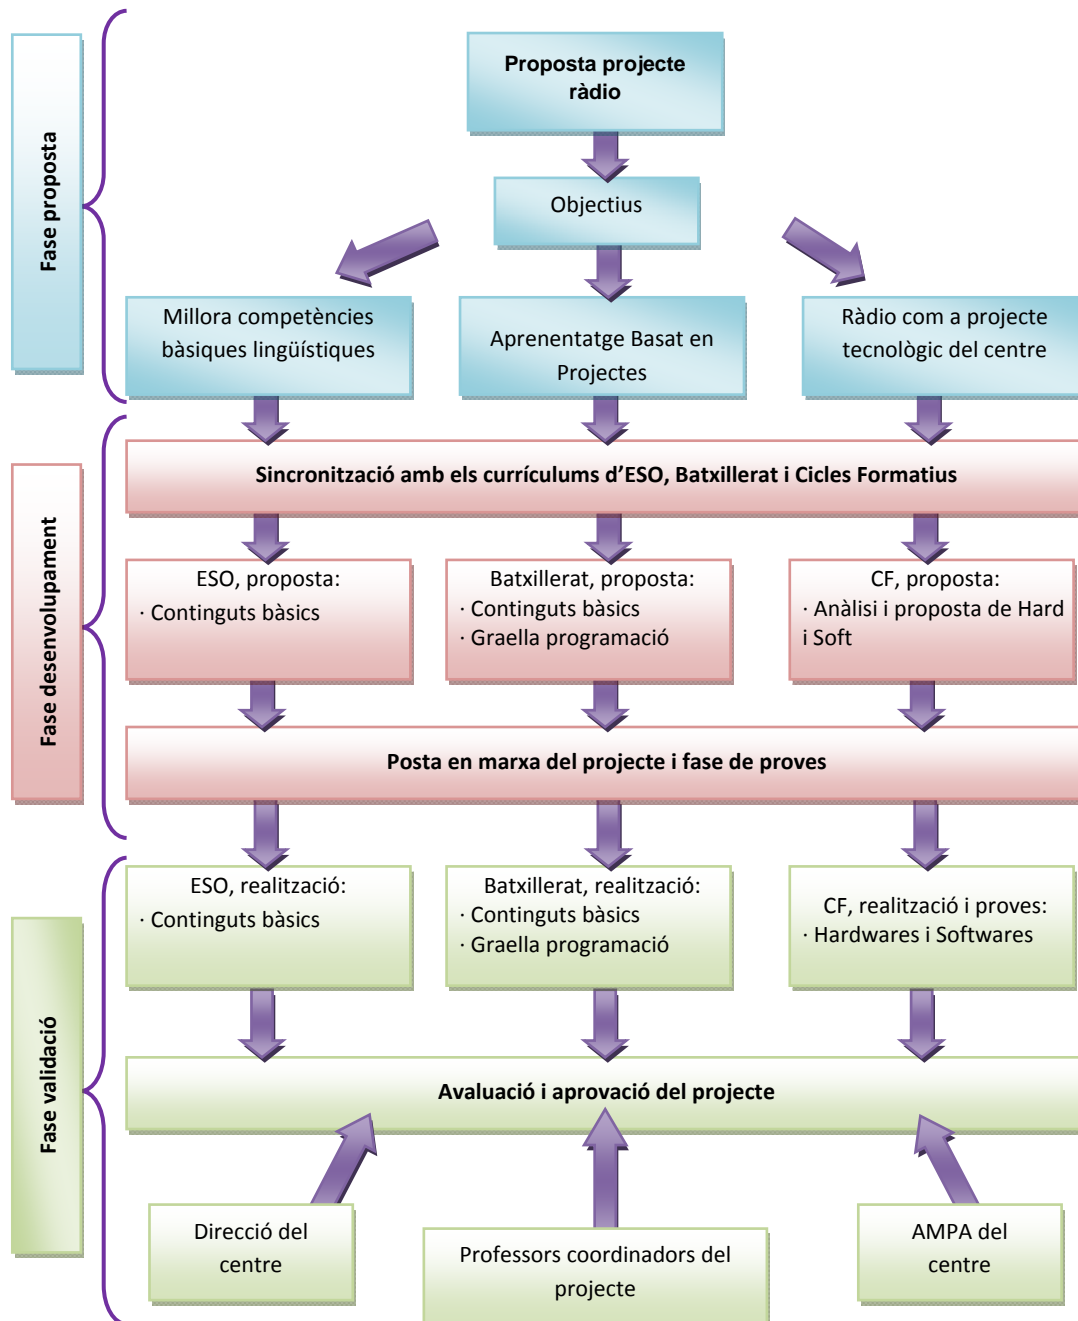 Fase proposta
Proposta projecte
ràdio
Objectius
Millora competències
bàsiques lingüístiques
Aprenentatge Basat en
Projectes
Ràdio com a projecte
tecnològic del centre
Fase desenvolupament
Sincronització amb els currículums d’ESO, Batxillerat i Cicles Formatius
ESO, proposta:
· Continguts bàsics
Batxillerat, proposta:
· Continguts bàsics
· Graella programació
CF, proposta:
· Anàlisi i proposta de Hard
i Soft
Posta en marxa del projecte i fase de proves
Fase validació
ESO, realització:
· Continguts bàsics
Batxillerat, realització:
· Continguts bàsics
· Graella programació
CF, realització i proves:
· Hardwares i Softwares
Avaluació i aprovació del projecte
Direcció del
centre
Professors coordinadors del
projecte
AMPA del
centre